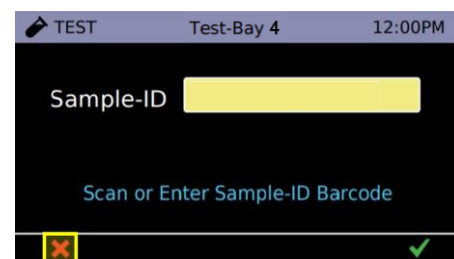 TEST Test-Bay 4 12:00PM
Sample-ID
Scan or Enter Sample-ID Barcode